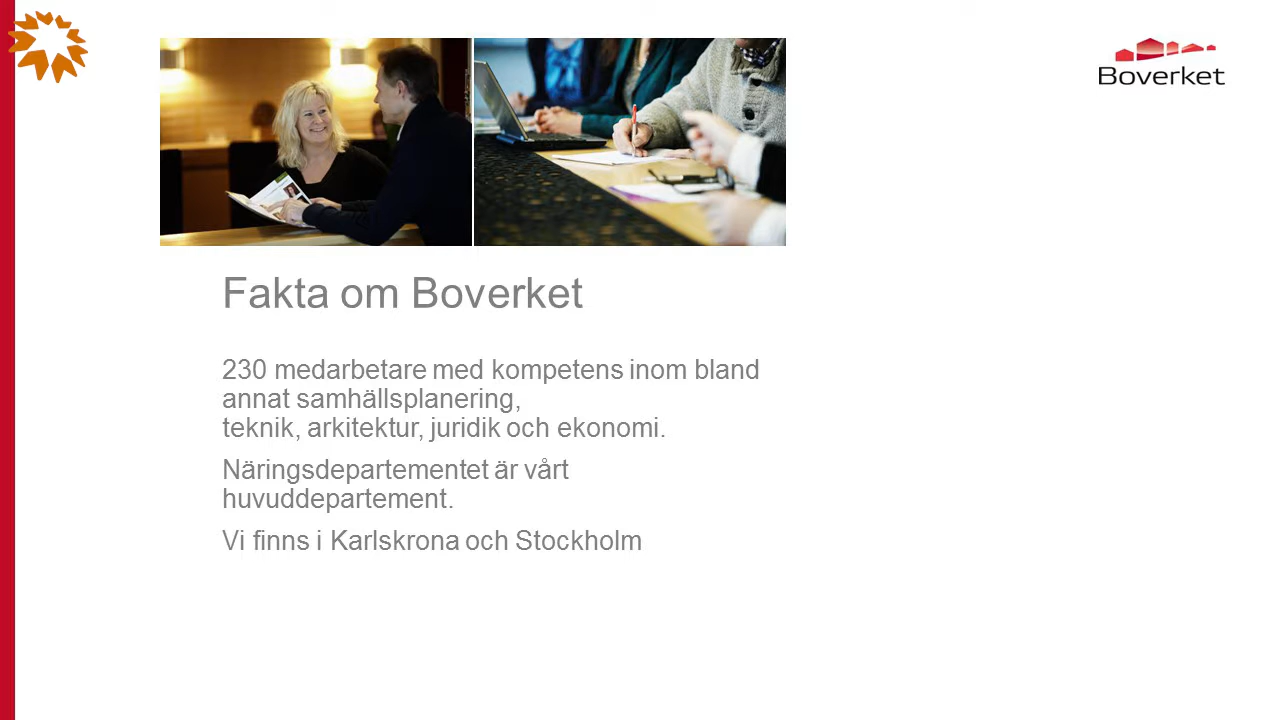 Boverket
Fakta om Boverket
230 medarbetare med kompetens inom bland
annat samhällsplanering,
teknik, arkitektur, juridik och ekonomi.
Näringsdepartementet är vårt
huvuddepartement.
Vi finns i Karlskrona och Stockholm